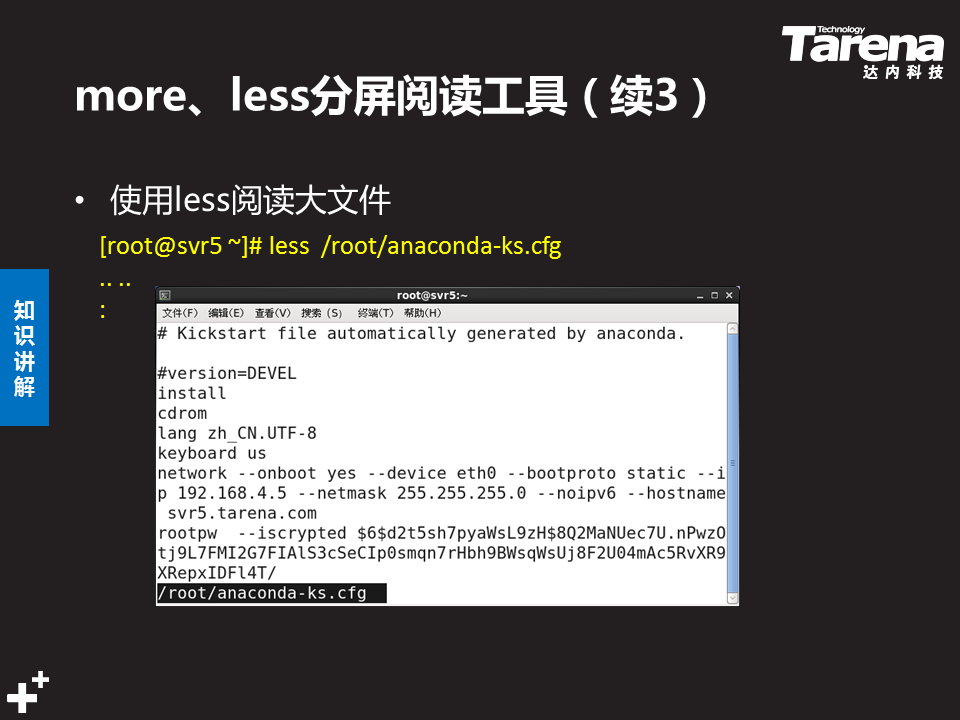 Technology
Tarena
达内科技
more、less分屏阅读工具（续3）
• 使用less阅读大文件
[root@svr5 ~]# less /root/anaconda-ks.cfg
.. ..
:
知识讲解
root@svr5:~
文件(F) 编辑(E) 查看(V) 搜索 (S) 终端(T) 帮助(H)
# Kickstart file automatically generated by anaconda.
#version=DEVEL
install
cdrom
lang zh_CN.UTF-8
keyboard us
network --onboot yes --device eth0 --bootproto static --i
p 192.168.4.5 --netmask 255.255.255.0 --noipv6 --hostname
svr5.tarena.com
rootpw  --iscrypted $6$d2t5sh7pyaWsL9zH$8Q2MaNUec7U.nPwzO
tj9L7FMI2G7FIAlS3cSeCIp0smqn7rHbh9BWsqWsUj8F2U04mAc5RvXR9
XRepxIDFl4T/
/root/anaconda-ks.cfg